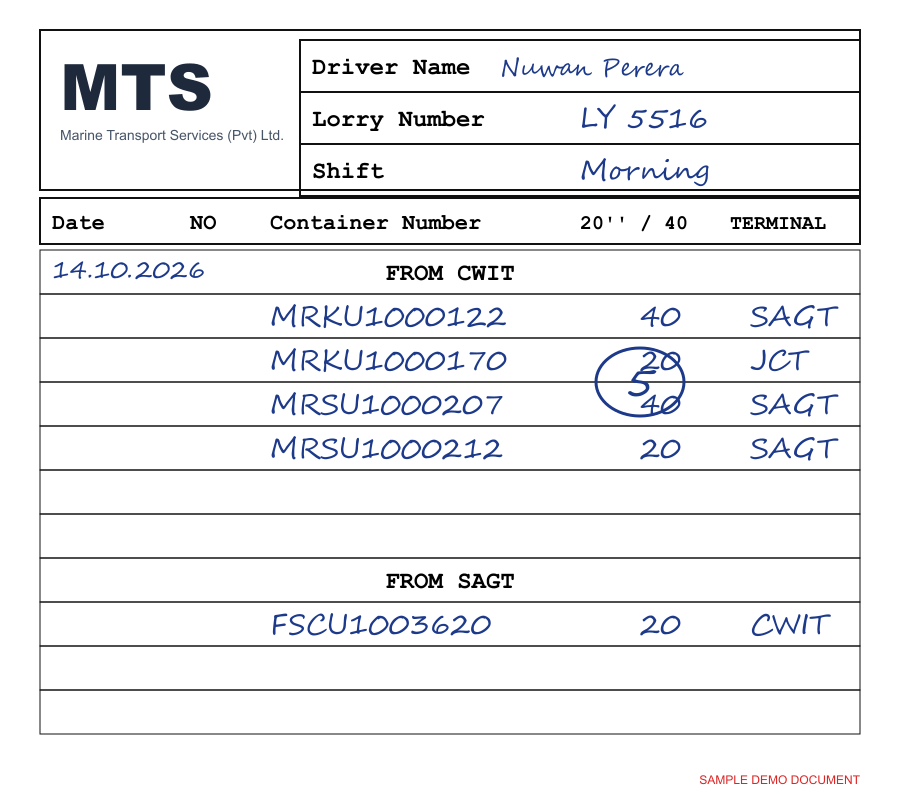 MTS
Marine Transport Services (Pvt) Ltd.
Driver Name Nuwan Perera
Lorry Number LY 5516
Shift Morning
Date NO Container Number 20'' / 40 TERMINAL
14.10.2026 FROM CWIT
MRKU1000122 40 SAGT
MRKU1000170 20 JCT
5
MRSU1000207 40 SAGT
MRSU1000212 20 SAGT
FROM SAGT
FSCU1003620 20 CWIT
SAMPLE DEMO DOCUMENT